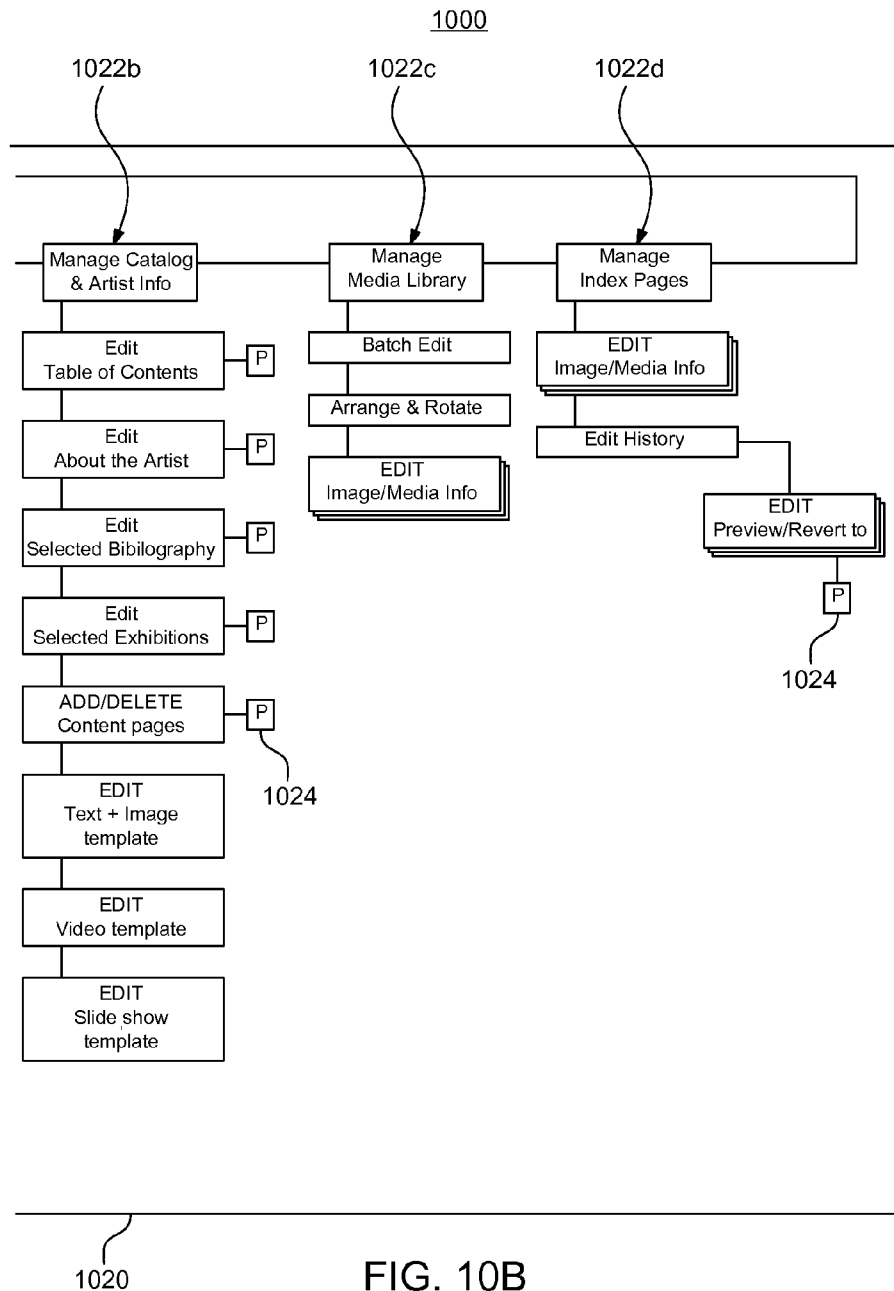 1000
1022b
1022c
1022d
Manage Catalog
& Artist Info
Manage
Media Library
Manage
Index Pages
Edit
Table of Contents
P
Batch Edit
EDIT
Image/Media Info
Arrange & Rotate
Edit
About the Artist
P
Edit History
EDIT
Image/Media Info
EDIT
Preview/Revert to
Edit
Selected Bibilography
P
P
1024
Edit
Selected Exhibitions
P
ADD/DELETE
Content pages
P
1024
EDIT
Text + Image
template
EDIT
Video template
EDIT
Slide show
template
1020
FIG. 10B